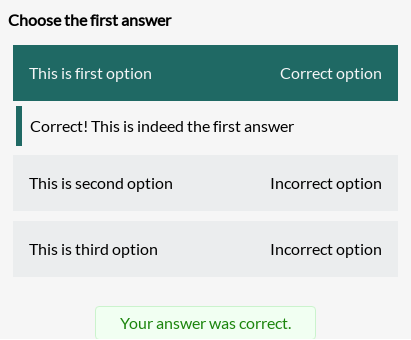 Choose the first answer
This is first option Correct option
Correct! This is indeed the first answer
This is second option Incorrect option
This is third option Incorrect option
Your answer was correct.